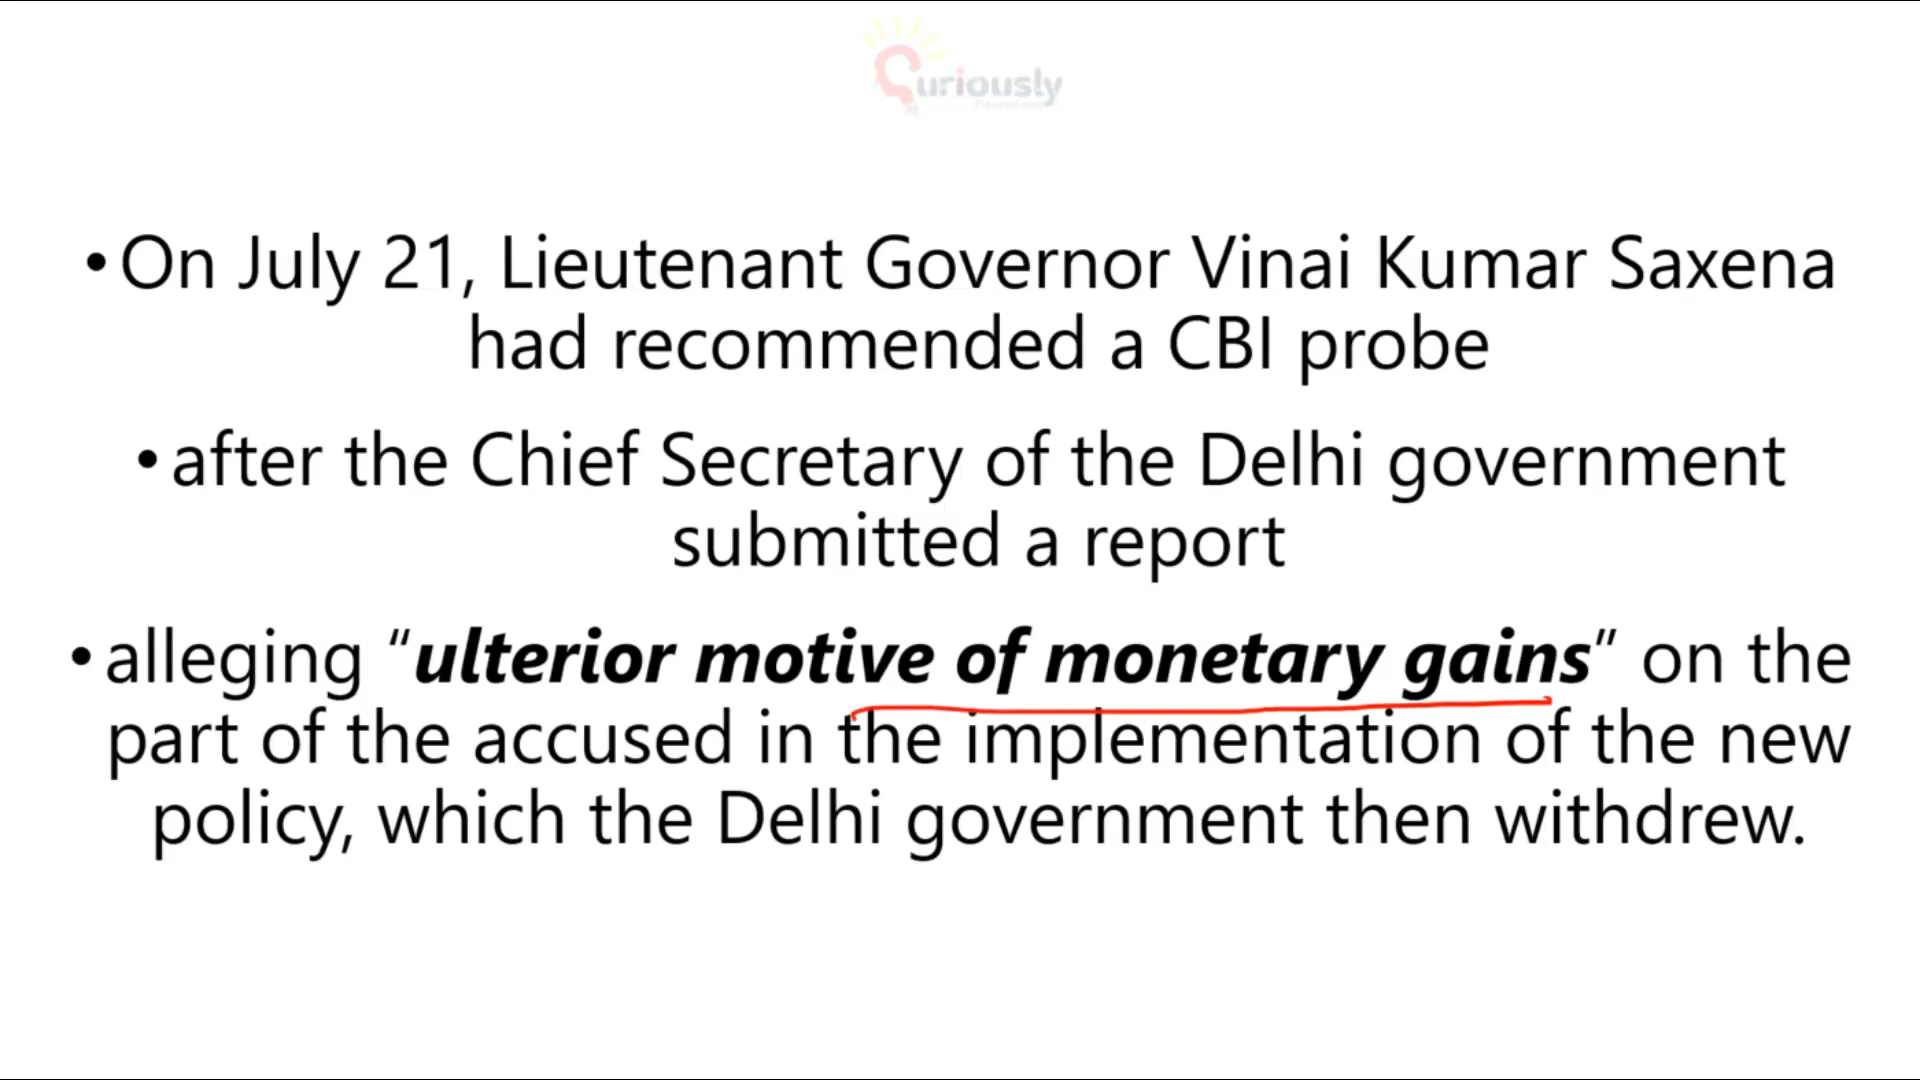 uriously
• On July 21, Lieutenant Governor Vinai Kumar Saxena
had recommended a CBI probe
• after the Chief Secretary of the Delhi government
submitted a report
• alleging “ulterior motive of monetary gains” on the
part of the accused in the implementation of the new
policy, which the Delhi government then withdrew.